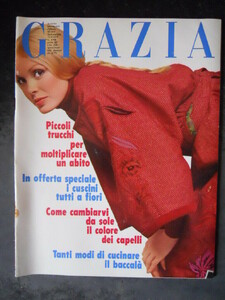 GRAZIA
Piccoli
trucchi
per
moltiplicare
un abito
In offerta speciale
i cuscini
tutti a fiori
Come cambiarvi
da sole
il colore
dei capelli
Tanti modi di cucinare
il baccalà